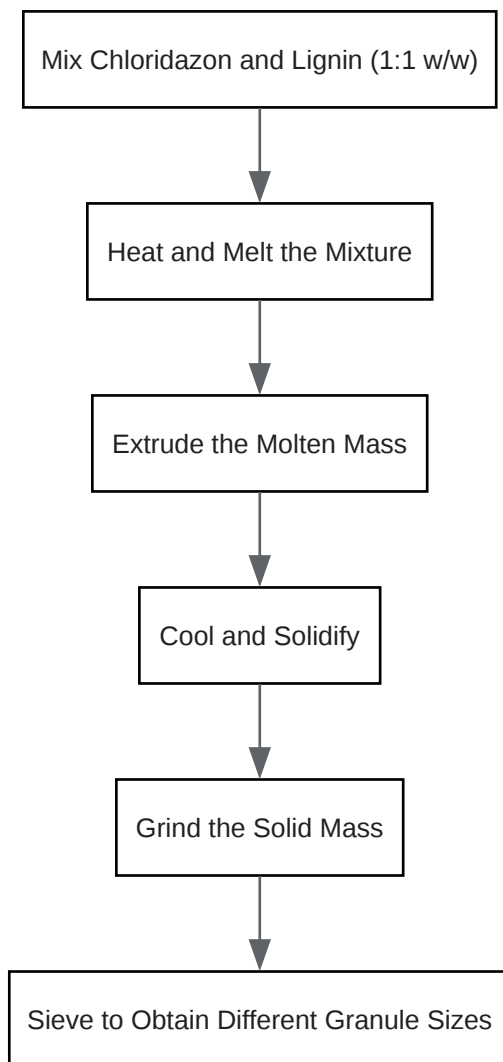 Mix Chloridazon and Lignin (1:1 w/w)
Heat and Melt the Mixture
Extrude the Molten Mass
Cool and Solidify
Grind the Solid Mass
Sieve to Obtain Different Granule Sizes